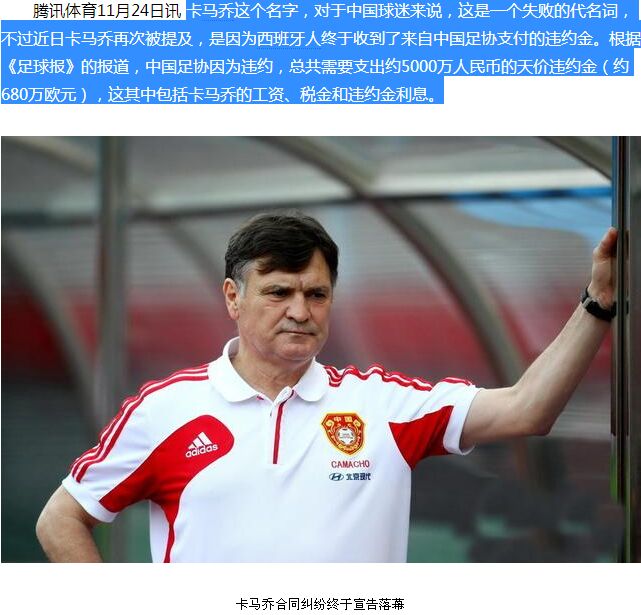 腾讯体育11月24日讯 卡马乔这个名字，对于中国球迷来说，这是一个失败的代名词，
不过近日卡马乔再次被提及，是因为西班牙人终于收到了来自中国足协支付的违约金。根据
《足球报》的报道，中国足协因为违约，总共需要支出约5000万人民币的天价违约金（约
680万欧元），这其中包括卡马乔的工资、税金和违约金利息。
中国
adidas
CAMACHO
北京现代
卡马乔合同纠纷终于宣告落幕